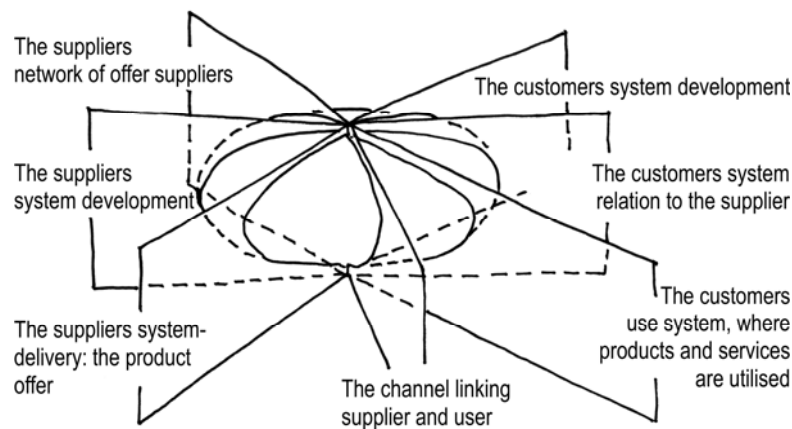 The suppliers
network of offer suppliers
The customers system development
The suppliers
system development
The customers system
relation to the supplier
The suppliers system-
delivery: the product
offer
The channel linking
supplier and user
The customers
use system, where
products and services
are utilised